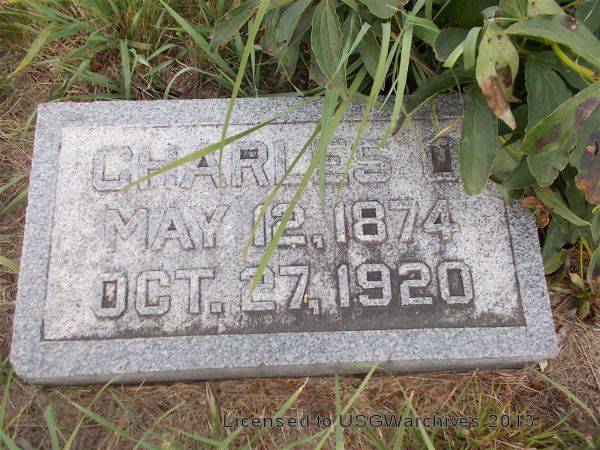 CHARLES
MAY 12, 1874
OCT. 27, 1920
Licensed to USGWarchives 2013